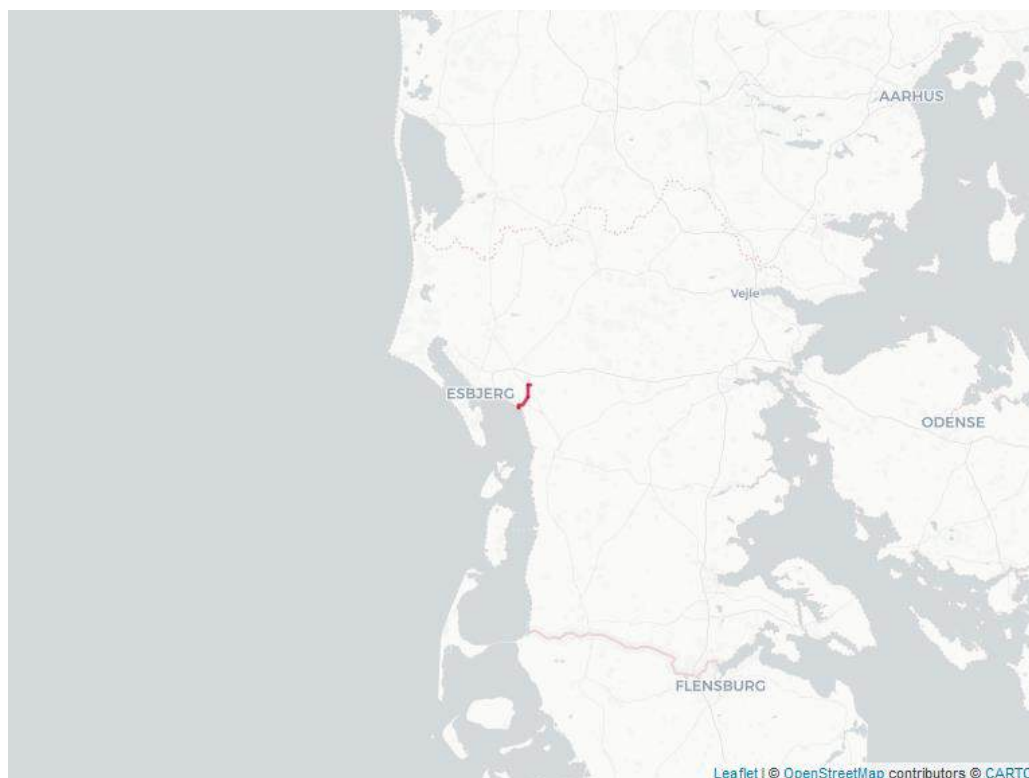 AARHUS
Vejle
ESBJERG
ODENSE
FLENSBURG
Leaflet | © OpenStreetMap contributors © CARTO